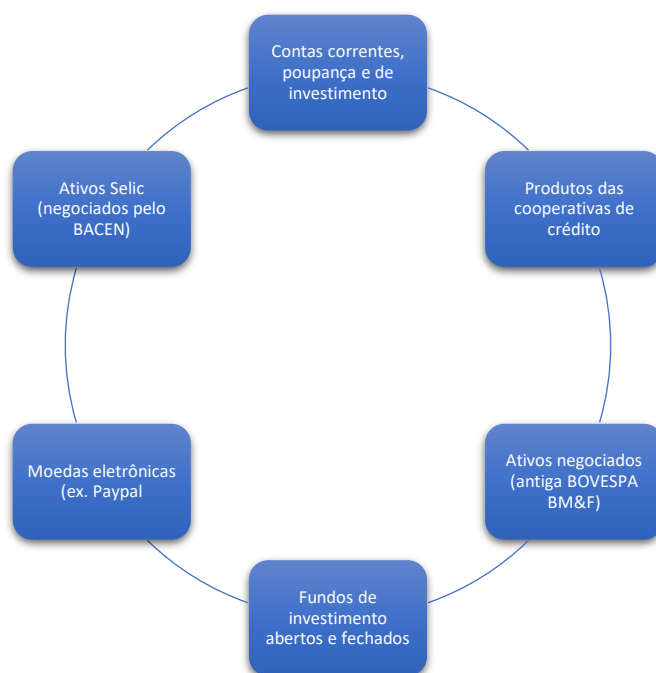 Contas correntes,
poupança e de
investimento
Produtos das
cooperativas de
crédito
Ativos negociados
(antiga BOVESPA
BM&F)
Fundos de
investimento
abertos e fechados
Moedas eletrônicas
(ex. Paypal
Ativos Selic
(negociados pelo
BACEN)